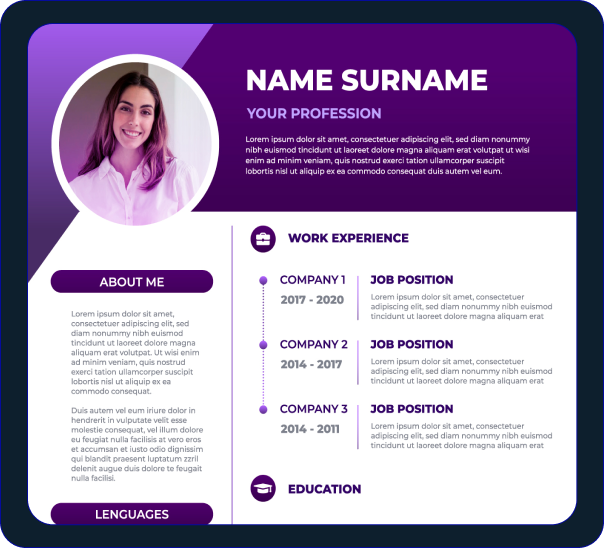 NAME SURNAME
YOUR PROFESSION
Lorem ipsum dolor sit amet, consectetuer adipiscing elit, sed diam nonummy
nibh euismod tincidunt ut laoreet dolore magna aliquam erat volutpat ut wisi
enim ad minim veniam, quis nostrud exercitation tation ullamcorper suscipit
lobortis nisl ut aliquip ex ea commodo consequat duis autem vel eum.
ABOUT ME
Lorem ipsum dolor sit amet,
consectetuer adipiscing elit, sed
diam nonummy nibh euismod
tincidunt ut laoreet dolore magna
aliquam erat volutpat. Ut wisi enim
ad minim veniam, quis nostrud
exerci tation ullamcorper suscipit
lobortis nisl ut aliquip ex ea
commodo consequat.
Duis autem vel eum iriure dolor in
hendrerit in vulputate velit esse
molestie consequat, vel illum dolore
eu feugiat nulla facilisis at vero eros
et accumsan et iusto odio dignissim
qui blandit praesent luptatum zzril
delenit augue duis dolore te feugait
nulla facilisi.
LENGUAGES
WORK EXPERIENCE
COMPANY 1
2017 - 2020
JOB POSITION
Lorem ipsum dolor sit amet, consectetuer
adipiscing elit, sed diam nonummy nibh euismod
tincidunt ut laoreet dolore magna aliquam erat
COMPANY 2
2014 - 2017
JOB POSITION
Lorem ipsum dolor sit amet, consectetuer
adipiscing elit, sed diam nonummy nibh euismod
tincidunt ut laoreet dolore magna aliquam erat
COMPANY 3
2014 - 2011
JOB POSITION
Lorem ipsum dolor sit amet, consectetuer
adipiscing elit, sed diam nonummy nibh euismod
tincidunt ut laoreet dolore magna aliquam erat
EDUCATION